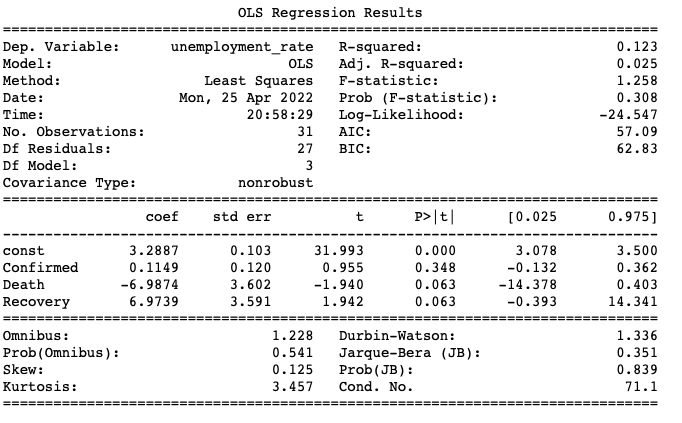 OLS Regression Results
==============================================================================
Dep. Variable: unemployment_rate R-squared: 0.123
Model: OLS Adj. R-squared: 0.025
Method: Least Squares F-statistic: 1.258
Date: Mon, 25 Apr 2022 Prob (F-statistic): 0.308
Time: 20:58:29 Log-Likelihood: -24.547
No. Observations: 31 AIC: 57.09
Df Residuals: 27 BIC: 62.83
Df Model: 3
Covariance Type: nonrobust
==============================================================================
coef std err t P>|t| [0.025 0.975]
------------------------------------------------------------------------------
const 3.2887 0.103 31.993 0.000 3.078 3.500
Confirmed 0.1149 0.120 0.955 0.348 -0.132 0.362
Death -6.9874 3.602 -1.940 0.063 -14.378 0.403
Recovery 6.9739 3.591 1.942 0.063 -0.393 14.341
==============================================================================
Omnibus: 1.228 Durbin-Watson: 1.336
Prob(Omnibus): 0.541 Jarque-Bera (JB): 0.351
Skew: 0.125 Prob(JB): 0.839
Kurtosis: 3.457 Cond. No. 71.1
==============================================================================